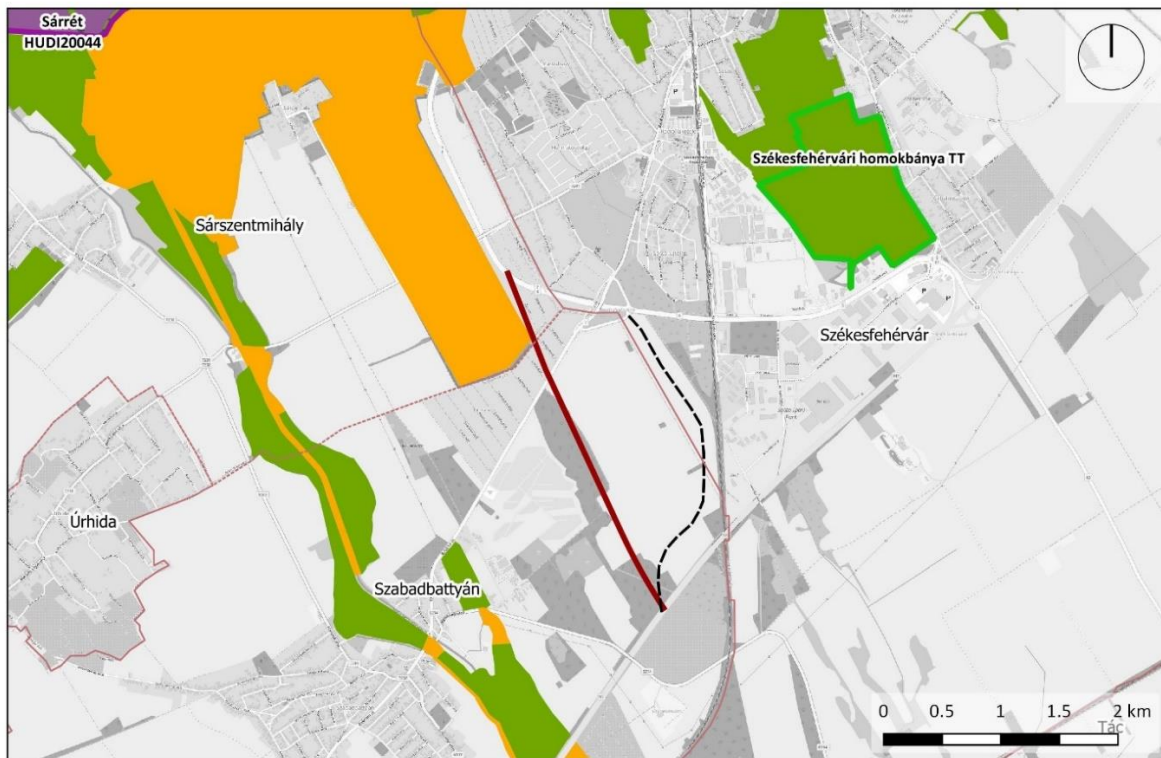 Sárrét
HUDI20044
Székesfehérvári homokbánya TT
Sárszentmihály
Székesfehérvár
Úrhida
Szabadbattyán
0 0.5 1 1.5 2 km
Tác